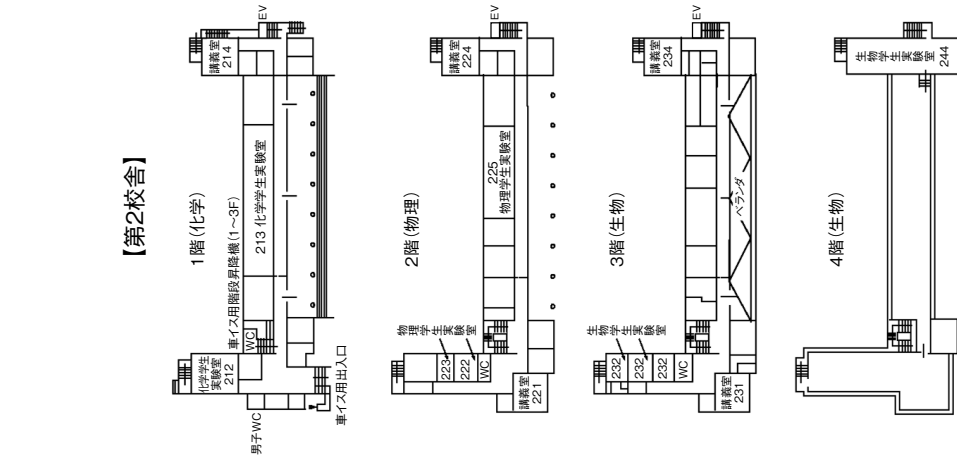 【第2校舎】
1階(化学)
EV
講義室
214
213 化学学生実験室
車イス用階段昇降機(1～3F)
WC
化学学生
実験室
212
男子WC
車イス用出入口
2階(物理)
EV
講義室
224
225
物理学生実験室
物理学生実験室
223
222
WC
講義室
221
3階(生物)
EV
講義室
234
ベランダ
生物学生実験室
232
232
232
WC
講義室
231
4階(生物)
生物学生実験室
244